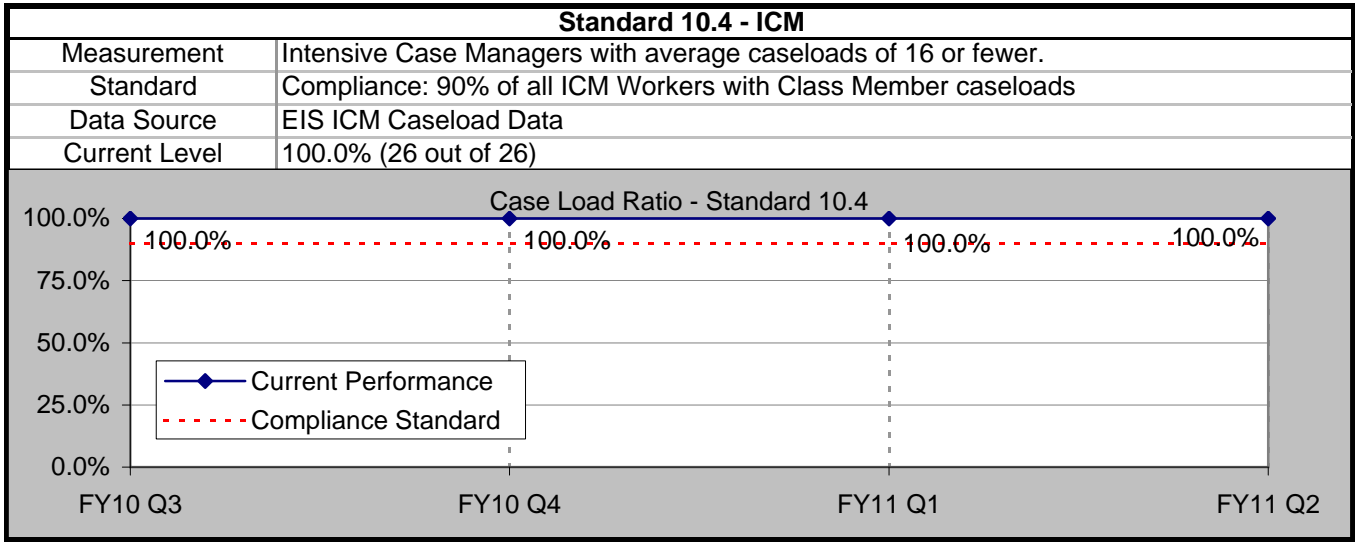 Standard 10.4 - ICM
Measurement Intensive Case Managers with average caseloads of 16 or fewer.
Standard Compliance: 90% of all ICM Workers with Class Member caseloads
Data Source EIS ICM Caseload Data
Current Level 100.0% (26 out of 26)
Case Load Ratio - Standard 10.4
100.0%
100.0% 100.0% 100.0% 100.0%
75.0%
50.0%
Current Performance
25.0%
Compliance Standard
0.0%
FY10 Q3 FY10 Q4 FY11 Q1 FY11 Q2